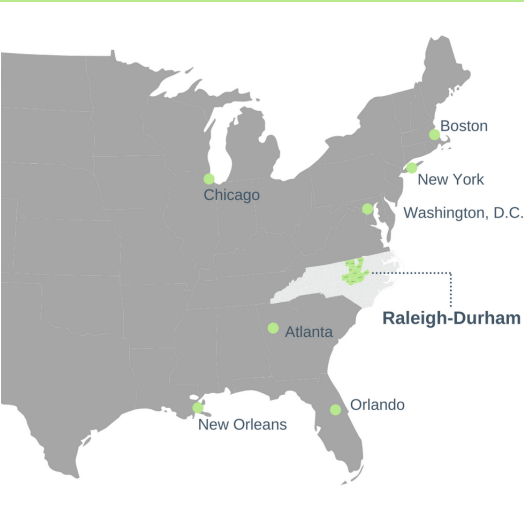 Boston
New York
Chicago
Washington, D.C.
Raleigh-Durham
Atlanta
Orlando
New Orleans